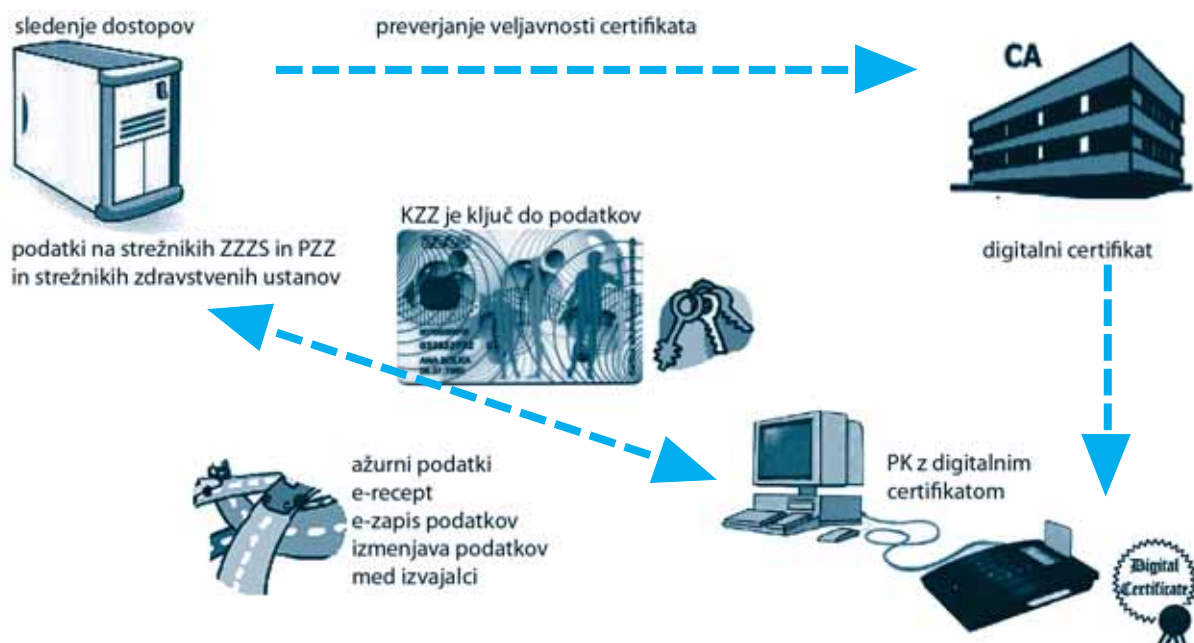 sledenje dostopov
preverjanje veljavnosti certifikata
CA
KZZ je ključ do podatkov
podatki na strežnikih ZZZS in PZZ
in strežnikih zdravstvenih ustanov
digitalni certifikat
ažurni podatki
e-recept
e-zapis podatkov
izmenjava podatkov
med izvajalci
PK z digitalnim
certifikatom
Digital
Certificate